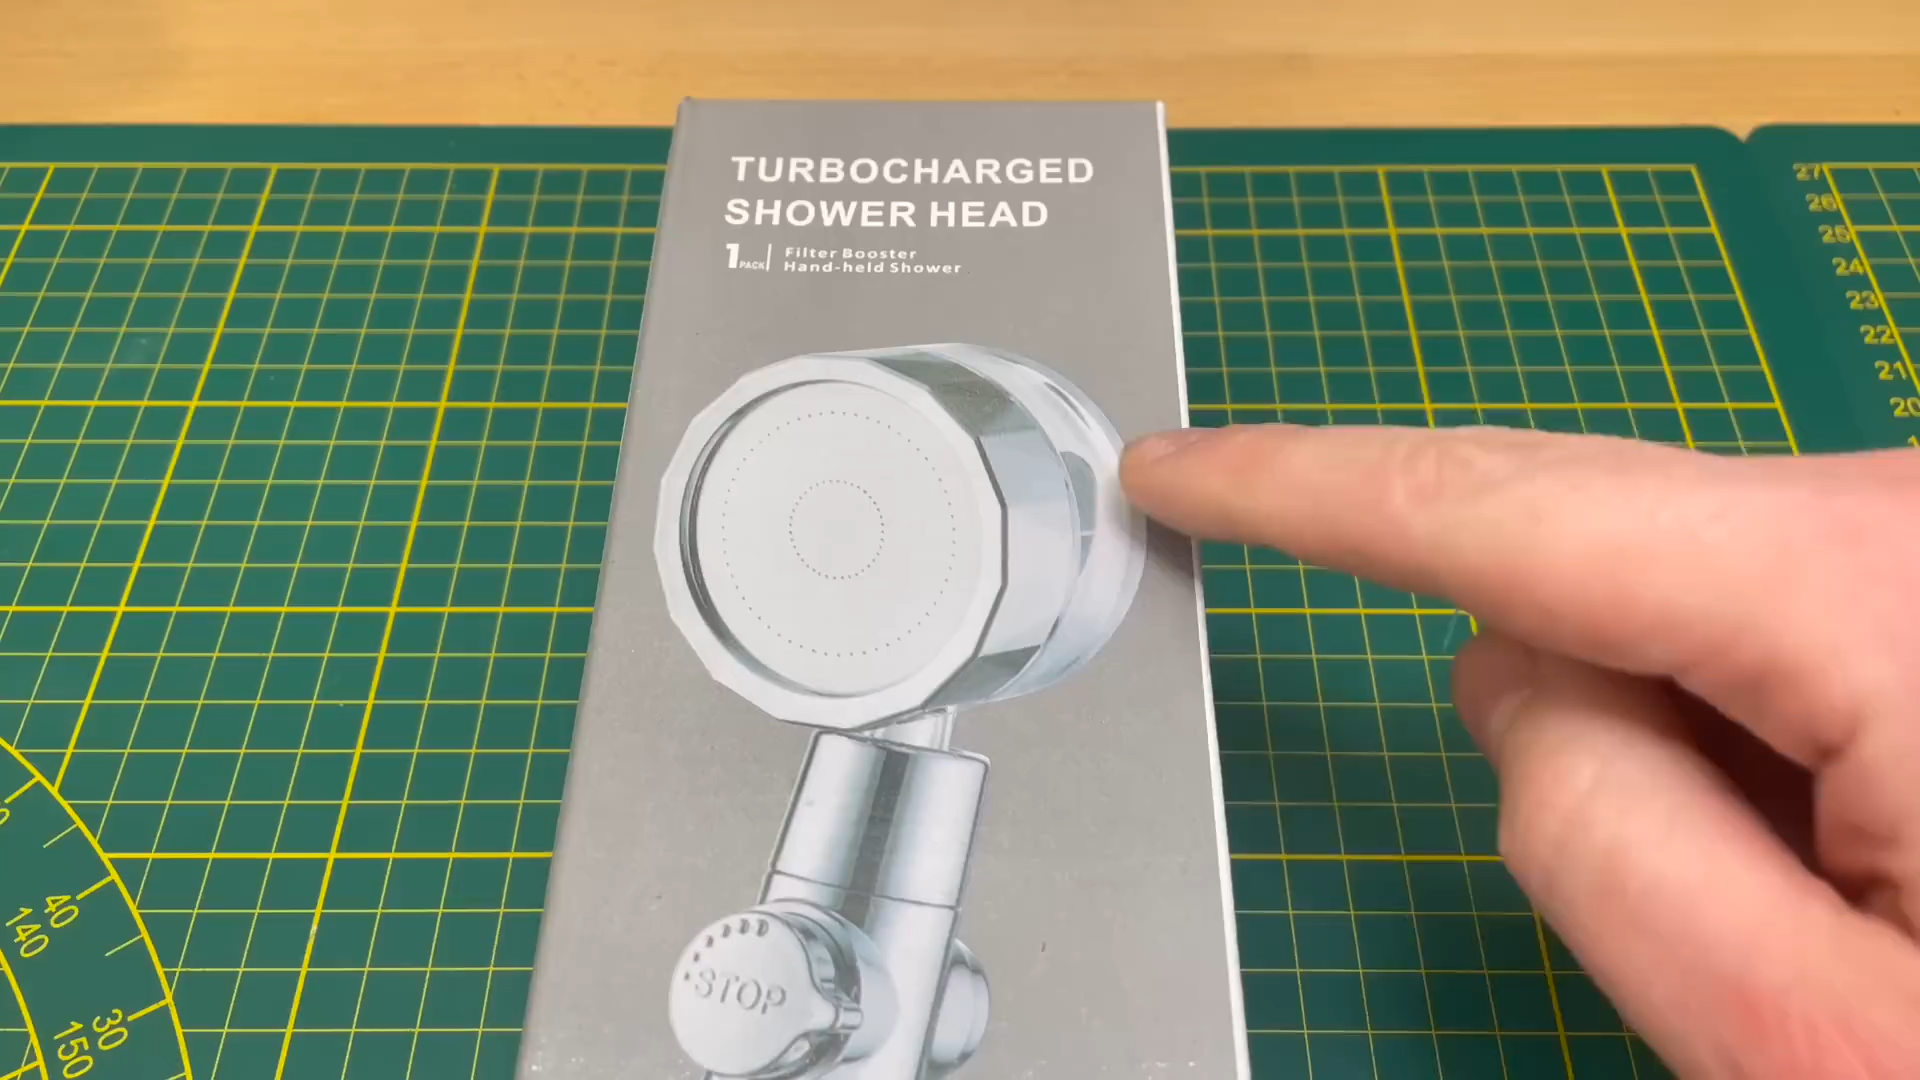 TURBOCHARGED
SHOWER HEAD
1 PACK
Filter Booster
Hand-held Shower
STOP
27
26
25
24
23
22
21
20
40
140
30
150